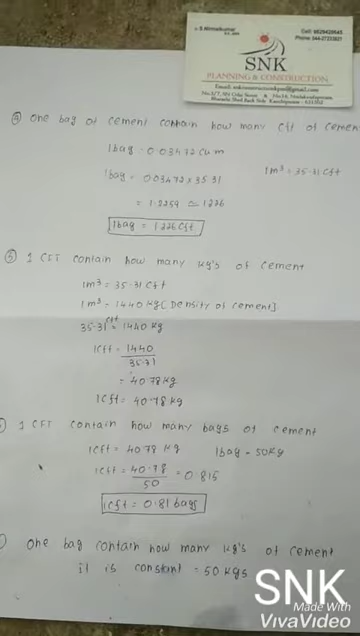 S Nirmalkumar
SNK
PLANNING & CONSTRUCTION
One bag of cement contain how many cft of cement
1bag = 0.03472 cum
1bag = 0.03472 x 35.31
1m³ = 35.31 cft
= 1.2259 ≃ 1.226
1bag = 1.226 cft
1 CFT contain how many kg's of cement
1m³ = 35.31 cft
1m³ = 1440 kg [Density of cement]
35.31 cft = 1440 kg
1cft = 1440
35.31
= 40.78kg
1cft = 40.78 kg
1 CFT contain how many bags of cement
1cft = 40.78 kg
1bag = 50kg
1cft = 40.78 = 0.815
50
1cft = 0.81 bags
One bag contain how many kg's of cement
it is constant = 50 kgs
SNK
Made With
VivaVideo